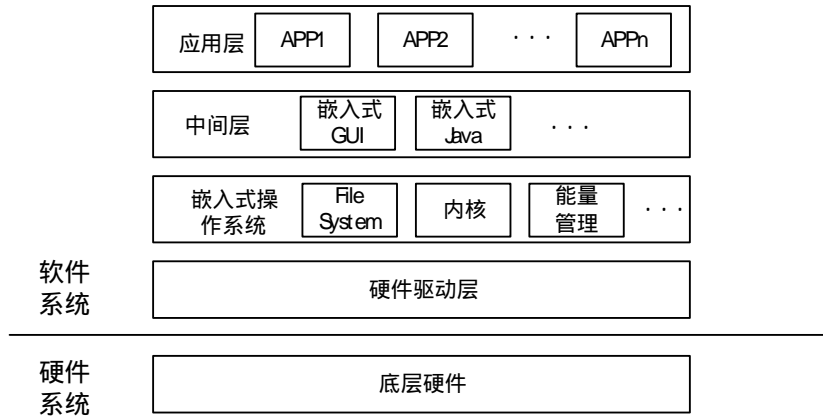 应用层 APP1 APP2 · · · APPn
中间层 嵌入式 GUI 嵌入式 Java · · ·
嵌入式操作系统 File System 内核 能量管理 · · ·
软件
系统
硬件驱动层
硬件
系统
底层硬件